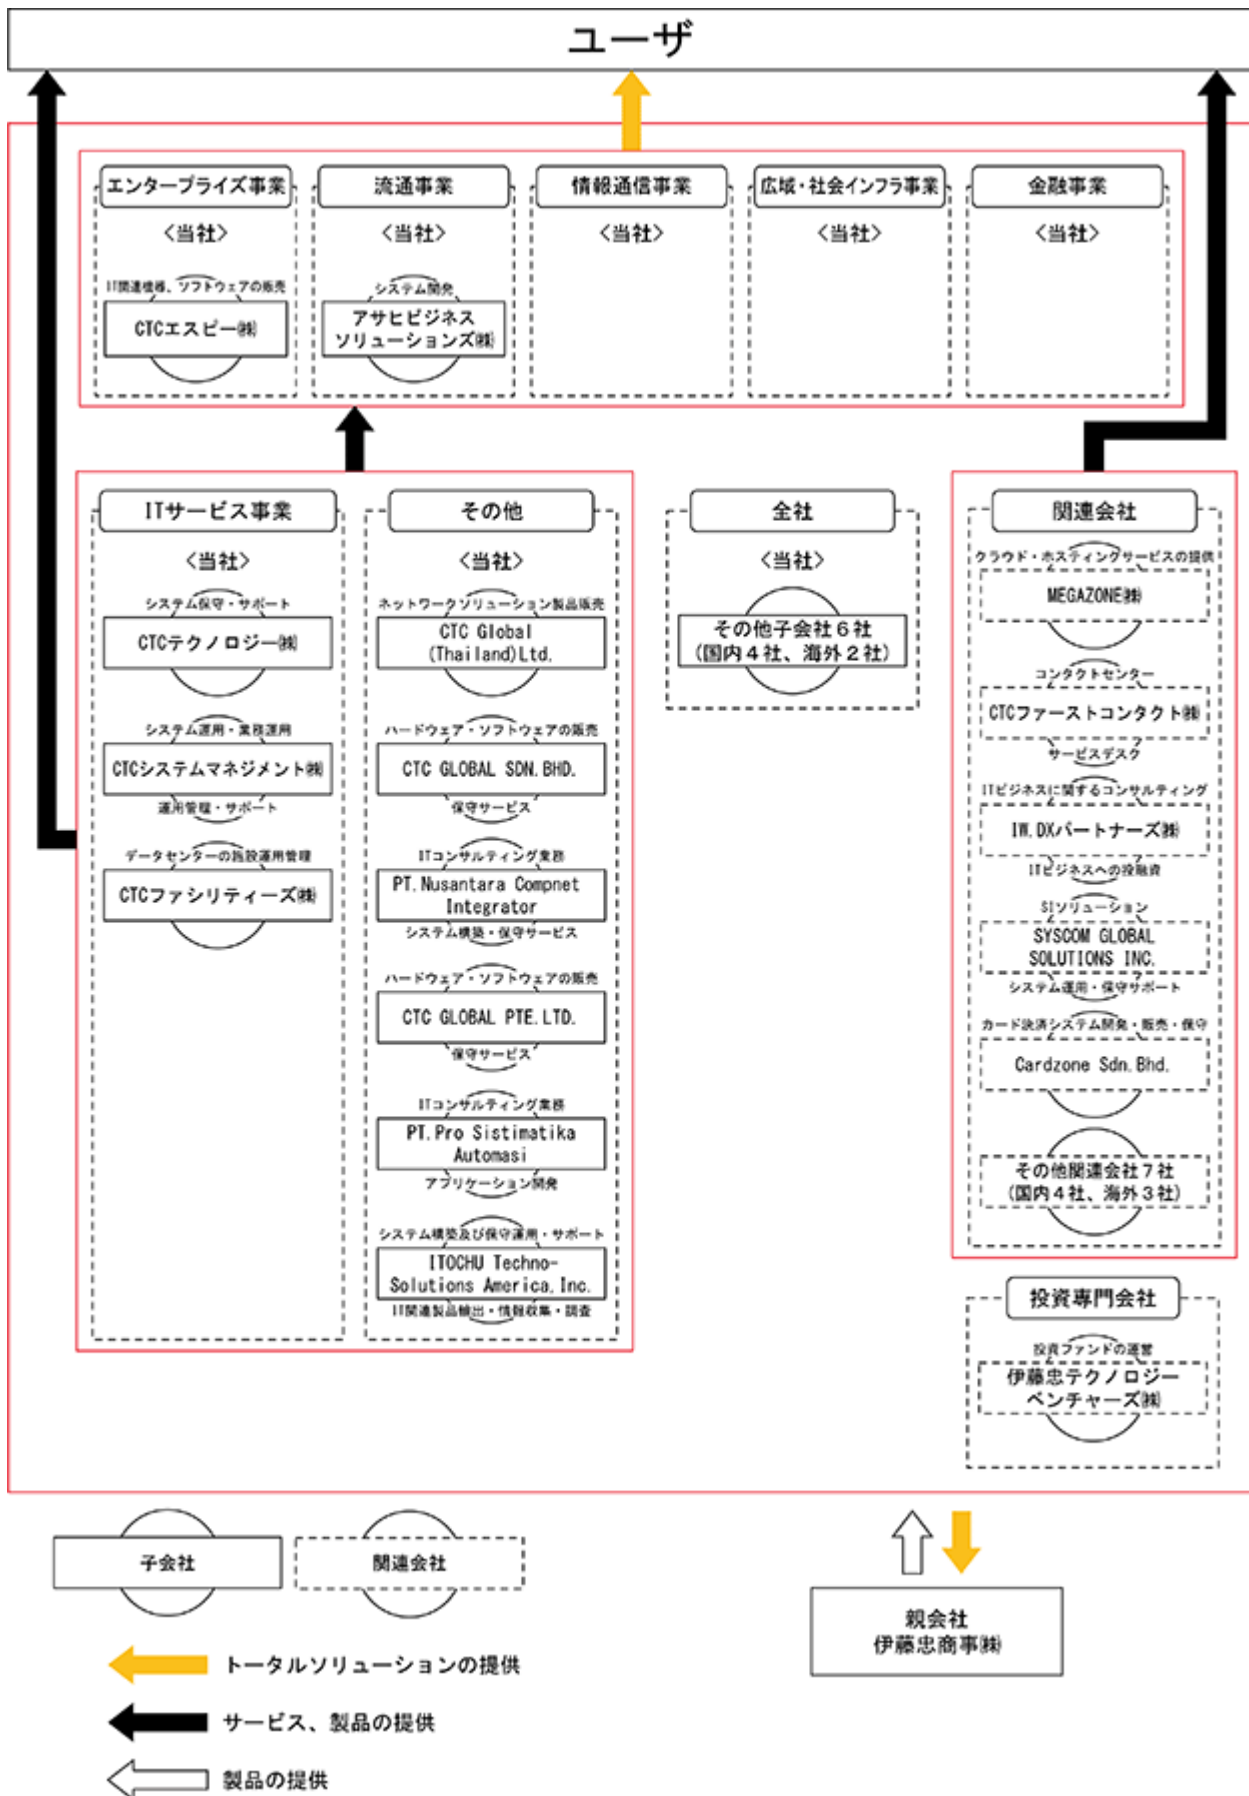 ユーザ
エンタープライズ事業
<当社>
IT関連機器、ソフトウェアの販売
CTCエスピー㈱
流通事業
<当社>
システム開発
アサヒビジネス
ソリューションズ㈱
情報通信事業
<当社>
広域・社会インフラ事業
<当社>
金融事業
<当社>
ITサービス事業
<当社>
システム保守・サポート
CTCテクノロジー㈱
システム運用・業務運用
CTCシステムマネジメント㈱
運用管理・サポート
データセンターの施設運用管理
CTCファシリティーズ㈱
その他
<当社>
ネットワークソリューション製品販売
CTC Global
(Thailand)Ltd.
ハードウェア・ソフトウェアの販売
CTC GLOBAL SDN.BHD.
保守サービス
ITコンサルティング業務
PT.Nusantara Compnet
Integrator
システム構築・保守サービス
ハードウェア・ソフトウェアの販売
CTC GLOBAL PTE.LTD.
保守サービス
ITコンサルティング業務
PT.Pro Sistimatika
Automasi
アプリケーション開発
システム構築及び保守運用・サポート
ITOCHU Techno-
Solutions America,Inc.
IT関連製品輸出・情報収集・調査
全社
<当社>
その他子会社6社
(国内4社、海外2社)
関連会社
クラウド・ホスティングサービスの提供
MEGAZONE㈱
コンタクトセンター
CTCファーストコンタクト㈱
サービスデスク
ITビジネスに関するコンサルティング
IW.DXパートナーズ㈱
ITビジネスへの投融資
SIソリューション
SYSCOM GLOBAL
SOLUTIONS INC.
システム運用・保守サポート
カード決済システム開発・販売・保守
Cardzone Sdn.Bhd.
その他関連会社7社
(国内4社、海外3社)
投資専門会社
投資ファンドの運営
伊藤忠テクノロジー
ベンチャーズ㈱
子会社
関連会社
トータルソリューションの提供
サービス、製品の提供
製品の提供
親会社
伊藤忠商事㈱